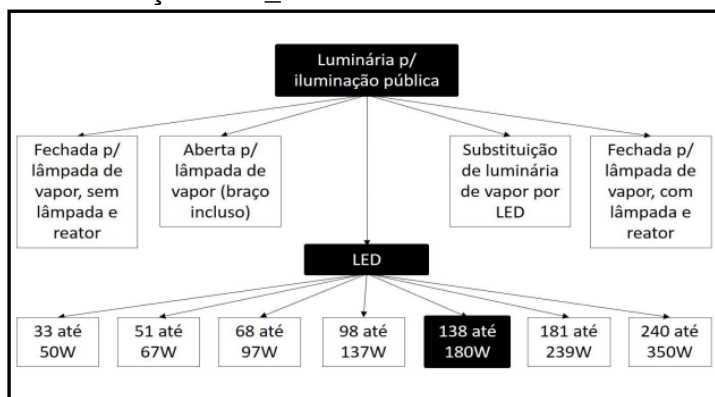 Luminária p/
iluminação pública
Fechada p/
lâmpada de
vapor, sem
lâmpada e
reator
Aberta p/
lâmpada de
vapor (braço
incluso)
Substituição
de luminária
de vapor por
LED
Fechada p/
lâmpada de
vapor, com
lâmpada e
reator
LED
33 até
50W
51 até
67W
68 até
97W
98 até
137W
138 até
180W
181 até
239W
240 até
350W